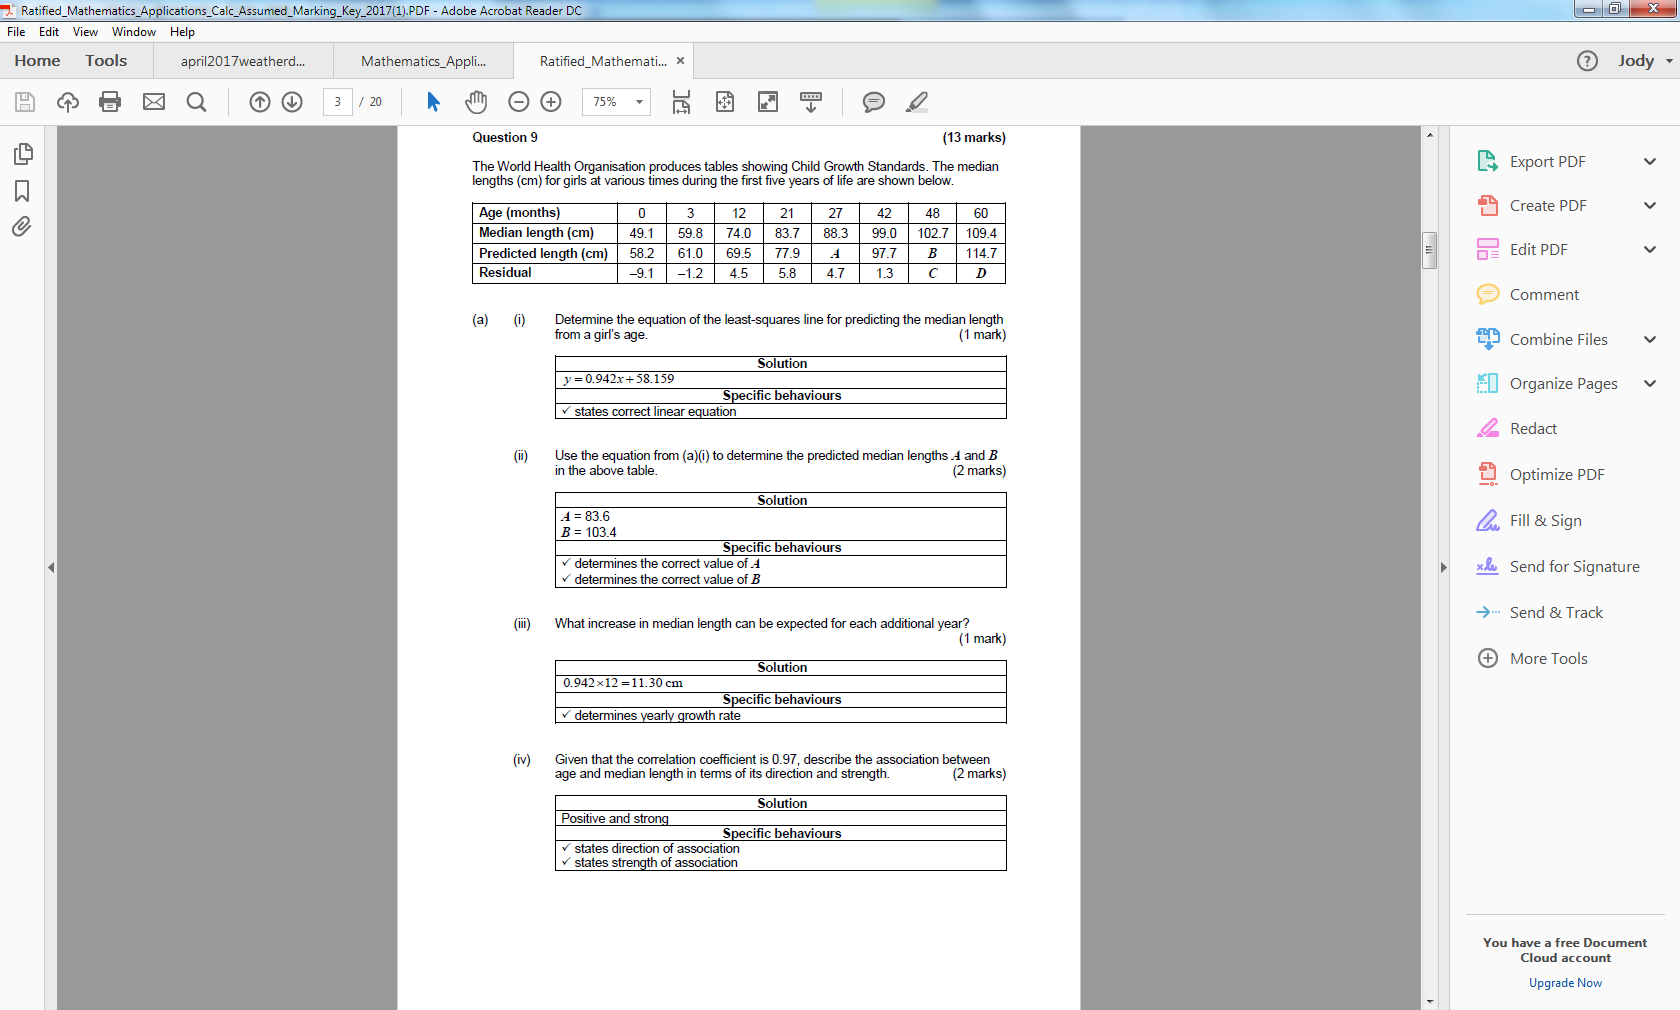 Ratified_Mathematics_Applications_Calc_Assumed_Marking_Key_2017(1).PDF - Adobe Acrobat Reader DC
File Edit View Window Help
Home Tools april2017weatherd... Mathematics_Appli... Ratified_Mathemati... × ? Jody
3 / 20 75%
Question 9 (13 marks)
The World Health Organisation produces tables showing Child Growth Standards. The median
lengths (cm) for girls at various times during the first five years of life are shown below.
Age (months) 0 3 12 21 27 42 48 60
Median length (cm) 49.1 59.8 74.0 83.7 88.3 99.0 102.7 109.4
Predicted length (cm) 58.2 61.0 69.5 77.9 A 97.7 B 114.7
Residual –9.1 –1.2 4.5 5.8 4.7 1.3 C D
(a) (i) Determine the equation of the least-squares line for predicting the median length
from a girl's age. (1 mark)
Solution
y = 0.942x + 58.159
Specific behaviours
✓ states correct linear equation
(ii) Use the equation from (a)(i) to determine the predicted median lengths A and B
in the above table. (2 marks)
Solution
A = 83.6
B = 103.4
Specific behaviours
✓ determines the correct value of A
✓ determines the correct value of B
(iii) What increase in median length can be expected for each additional year?
(1 mark)
Solution
0.942×12 = 11.30 cm
Specific behaviours
✓ determines yearly growth rate
(iv) Given that the correlation coefficient is 0.97, describe the association between
age and median length in terms of its direction and strength. (2 marks)
Solution
Positive and strong
Specific behaviours
✓ states direction of association
✓ states strength of association
Export PDF
Create PDF
Edit PDF
Comment
Combine Files
Organize Pages
Redact
Optimize PDF
Fill & Sign
Send for Signature
Send & Track
More Tools
You have a free Document
Cloud account
Upgrade Now